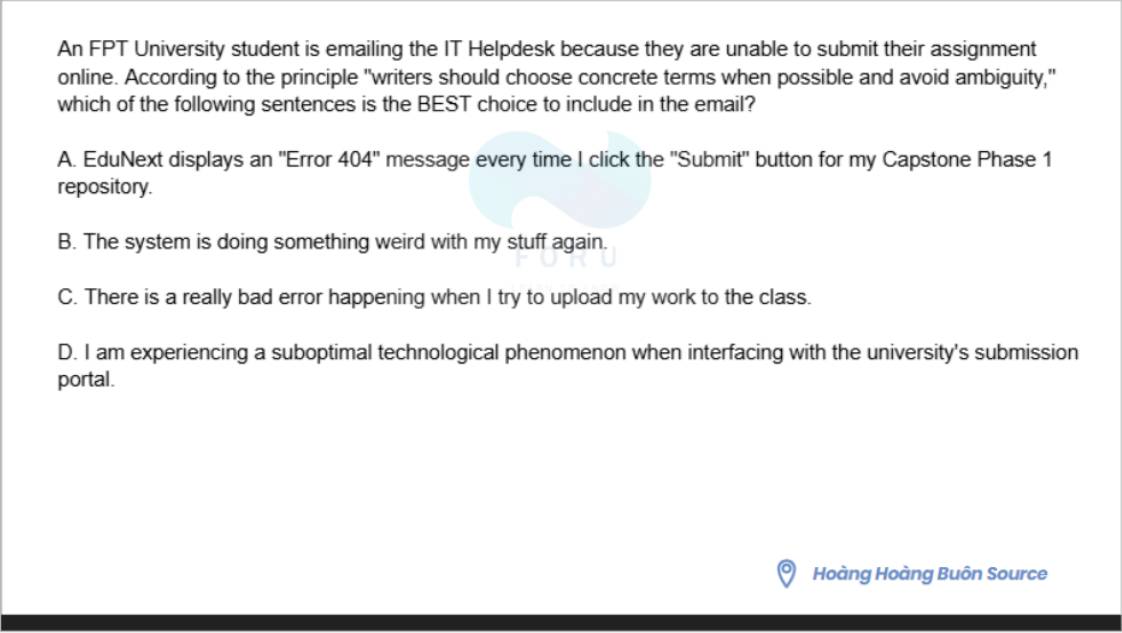 An FPT University student is emailing the IT Helpdesk because they are unable to submit their assignment
online. According to the principle "writers should choose concrete terms when possible and avoid ambiguity,"
which of the following sentences is the BEST choice to include in the email?
A. EduNext displays an "Error 404" message every time I click the "Submit" button for my Capstone Phase 1
repository.
B. The system is doing something weird with my stuff again.
FORU
C. There is a really bad error happening when I try to upload my work to the class.
D. I am experiencing a suboptimal technological phenomenon when interfacing with the university's submission
portal.
Hoàng Hoàng Buôn Source